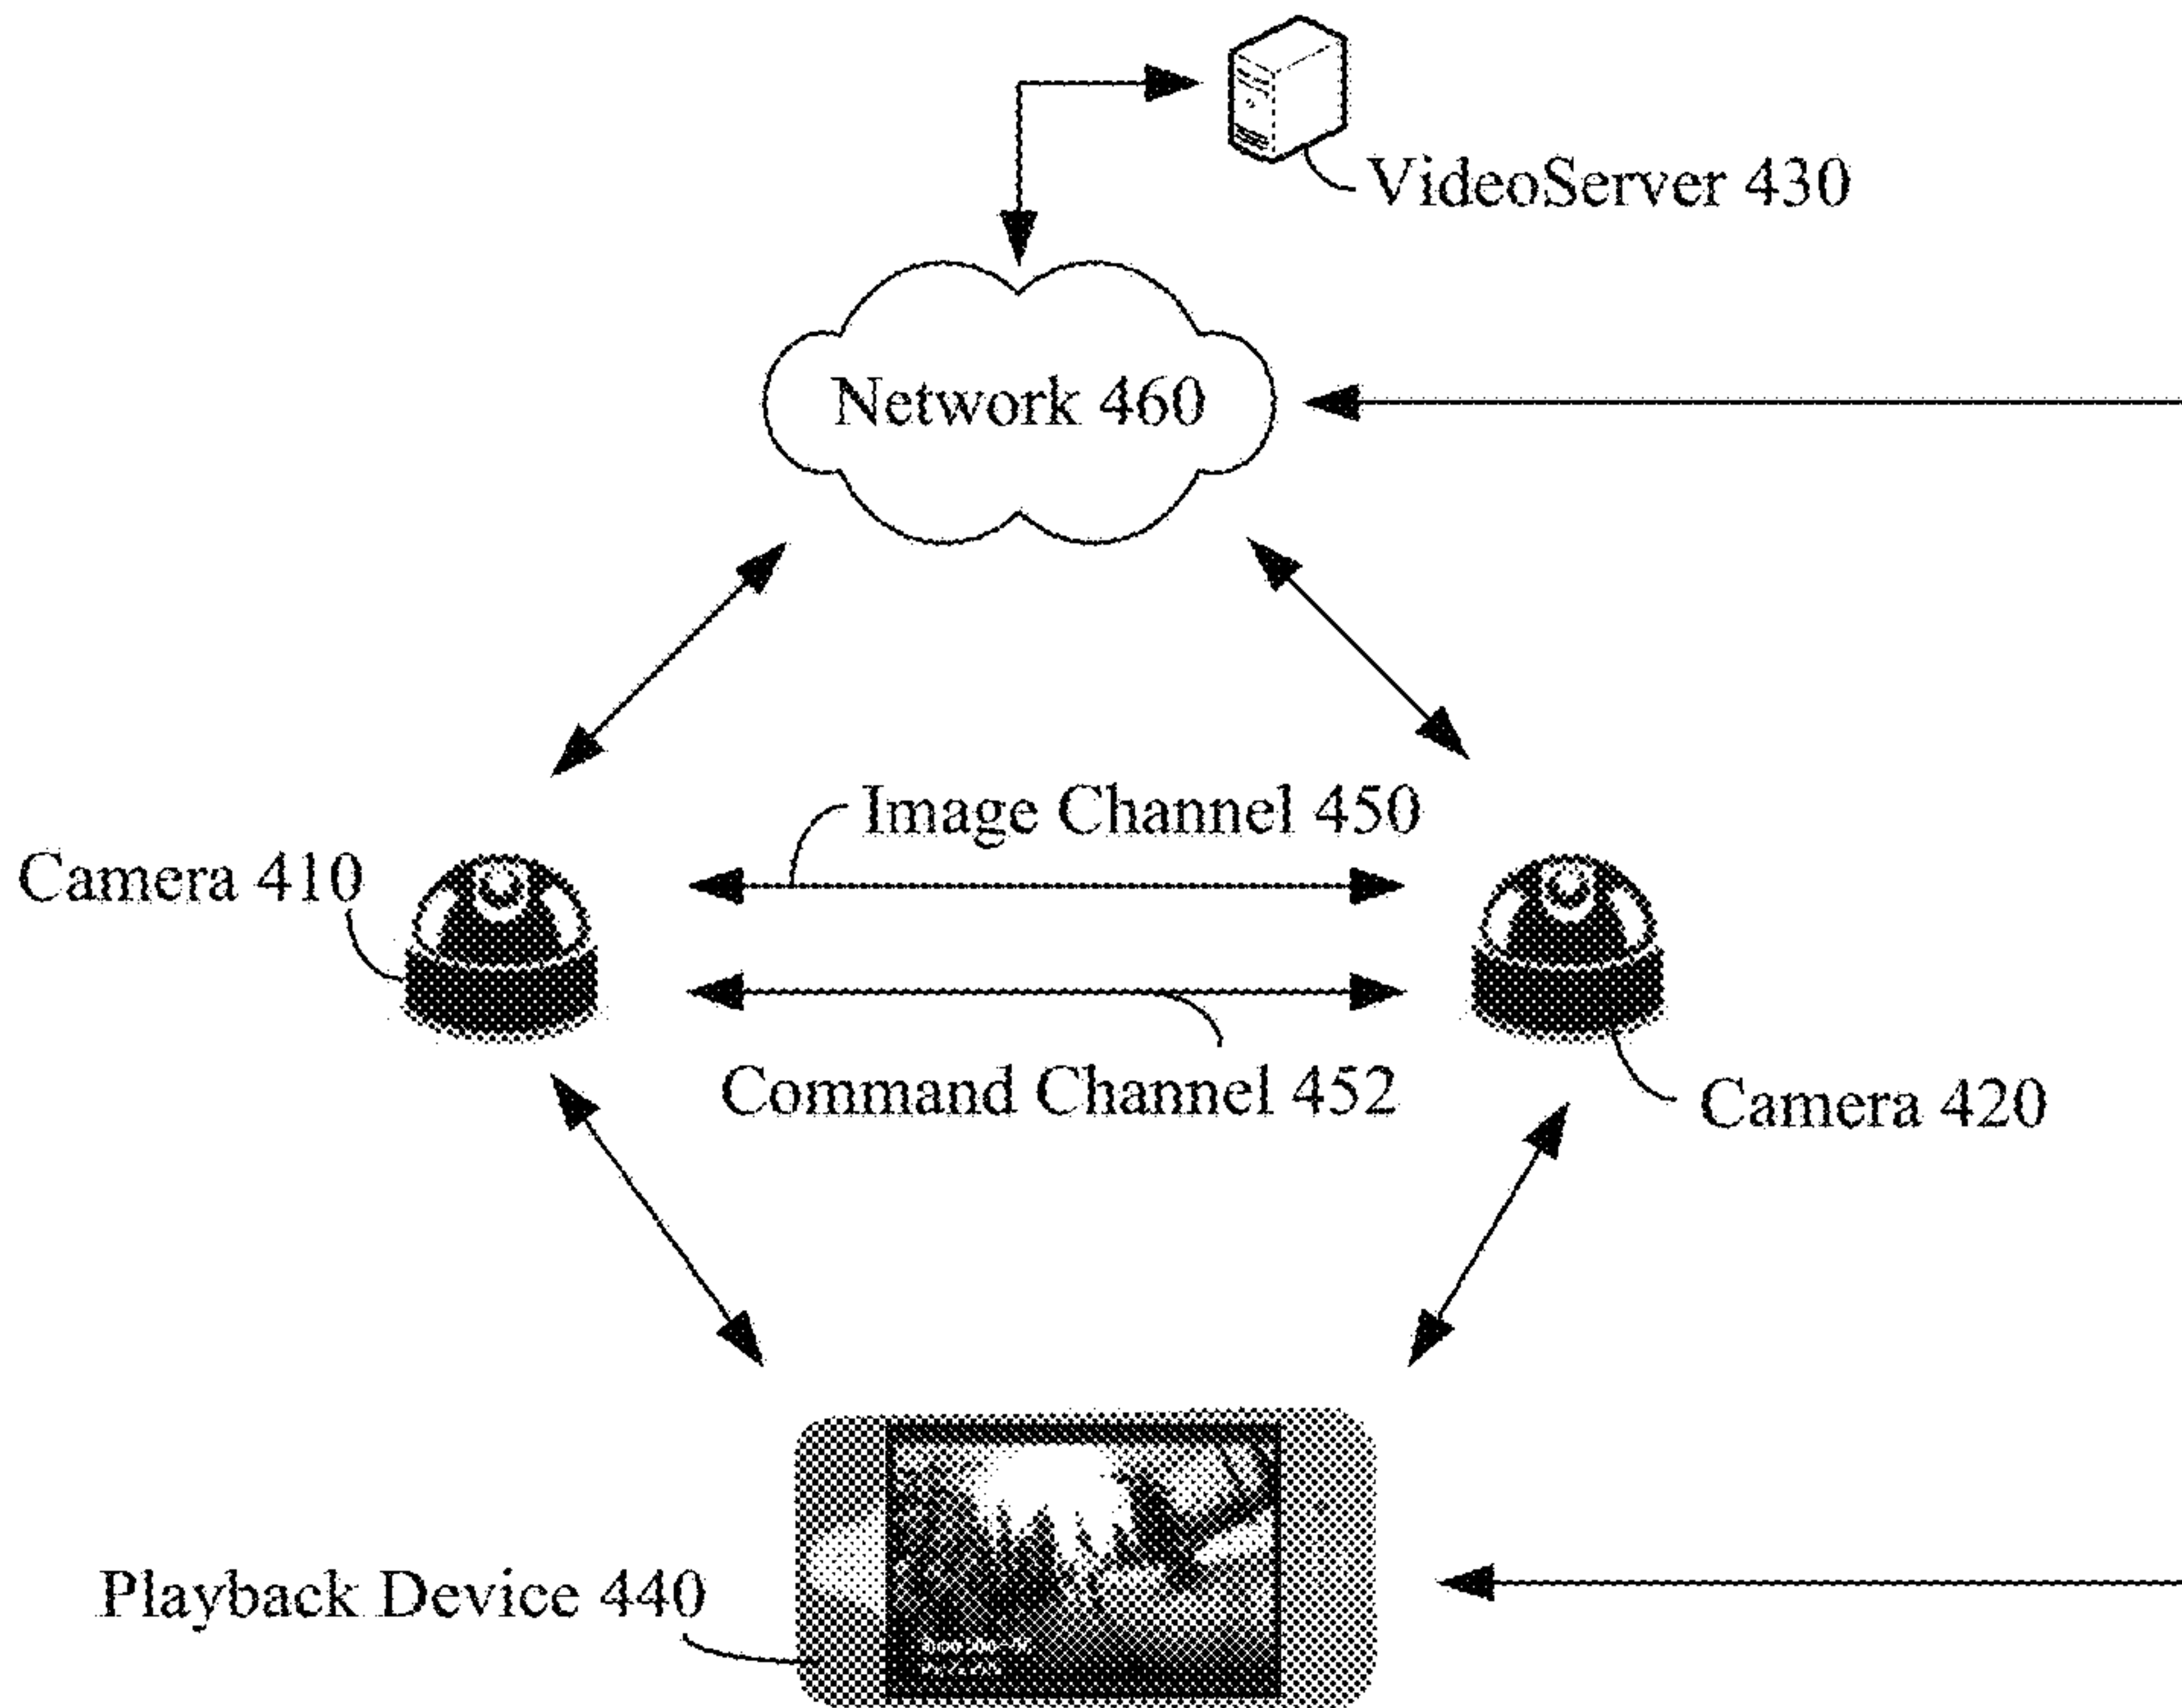 VideoServer 430
Network 460
Image Channel 450
Camera 410
Command Channel 452
Camera 420
Playback Device 440